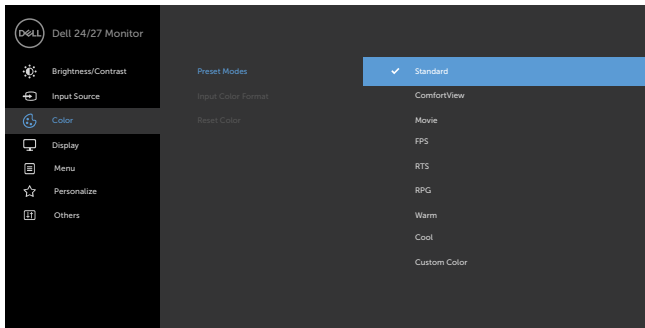 DELL Dell 24/27 Monitor
Brightness/Contrast Preset Modes Standard
Input Source Input Color Format ComfortView
Color Reset Color Movie
Display FPS
Menu RTS
Personalize RPG
Others Warm
Cool
Custom Color